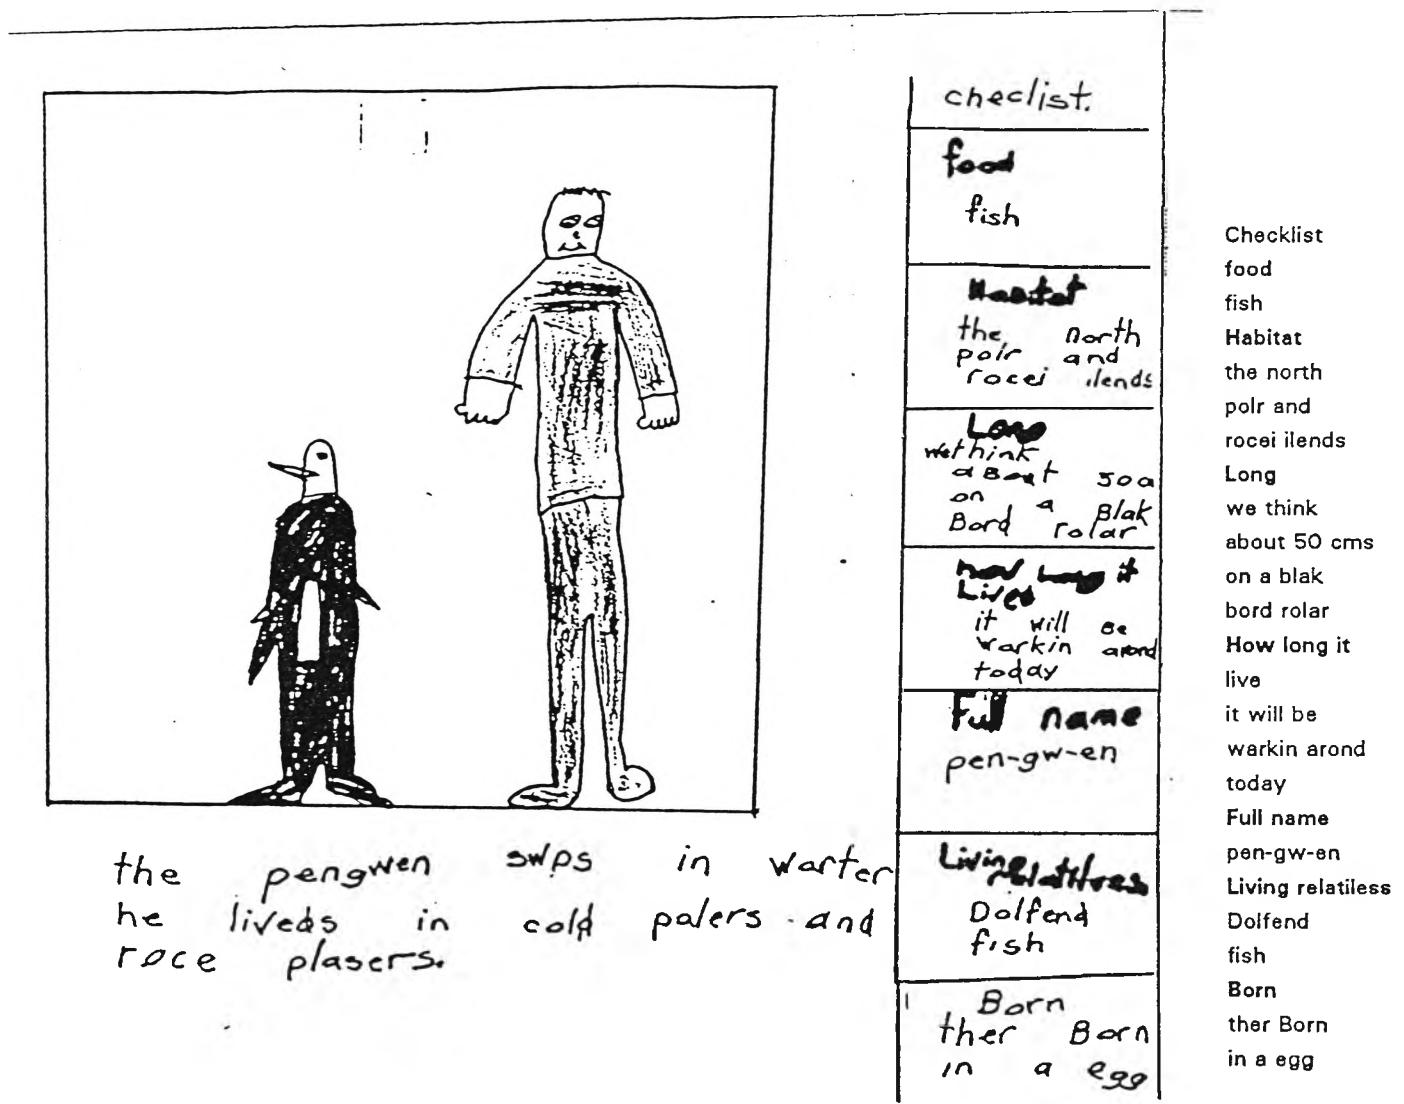 checlist.
food
fish
Habitat
the north
polr and
rocei ilends
Long
we think
aBout 50a
on a Blak
Bord rolar
how Long it
Lives
it will Be
warkin arond
today
Full name
pen-gw-en
Living
relatiless
Dolfend
fish
Born
ther Born
in a egg
the pengwen swps in warter
he liveds in cold palers and
roce plasers.
Checklist
food
fish
Habitat
the north
polr and
rocei ilends
Long
we think
about 50 cms
on a blak
bord rolar
How long it
live
it will be
warkin arond
today
Full name
pen-gw-en
Living relatiless
Dolfend
fish
Born
ther Born
in a egg